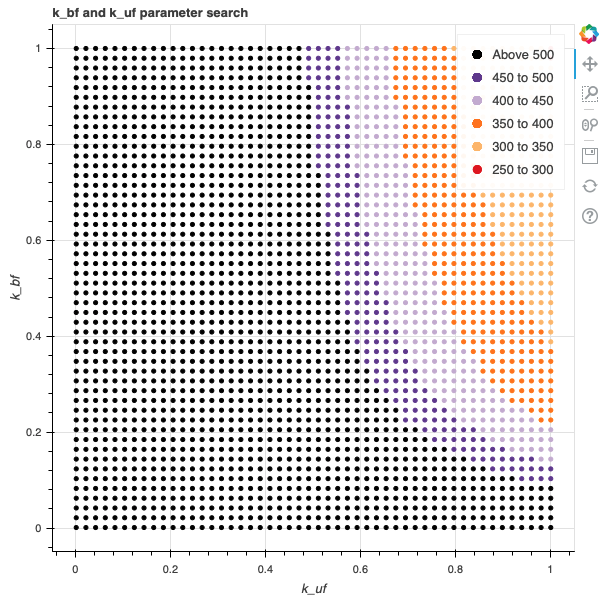 k_bf and k_uf parameter search
Above 500
450 to 500
400 to 450
350 to 400
300 to 350
250 to 300
1
0.8
0.6
0.4
0.2
0
k_bf
0 0.2 0.4 0.6 0.8 1
k_uf